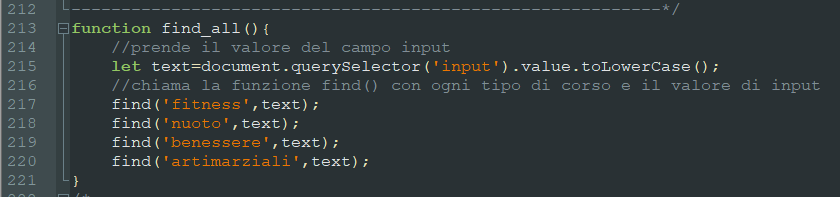 212 -----------------------------------------------------------*/
213 function find_all(){
214 //prende il valore del campo input
215 let text=document.querySelector('input').value.toLowerCase();
216 //chiama la funzione find() con ogni tipo di corso e il valore di input
217 find('fitness',text);
218 find('nuoto',text);
219 find('benessere',text);
220 find('artimarziali',text);
221 }